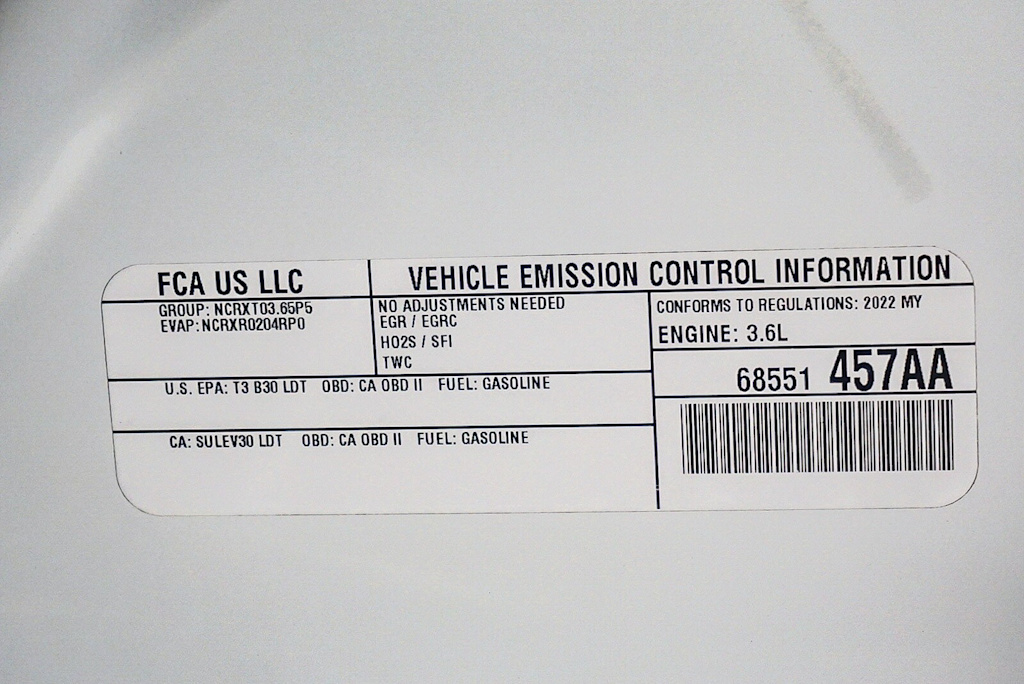 FCA US LLC
VEHICLE EMISSION CONTROL INFORMATION
GROUP: NCRXT03.65P5
EVAP: NCRXR0204RP0
NO ADJUSTMENTS NEEDED
EGR / EGRC
HO2S / SFI
TWC
CONFORMS TO REGULATIONS: 2022 MY
ENGINE: 3.6L
68551 457AA
U.S. EPA: T3 B30 LDT OBD: CA OBD II FUEL: GASOLINE
CA: SULEV30 LDT OBD: CA OBD II FUEL: GASOLINE